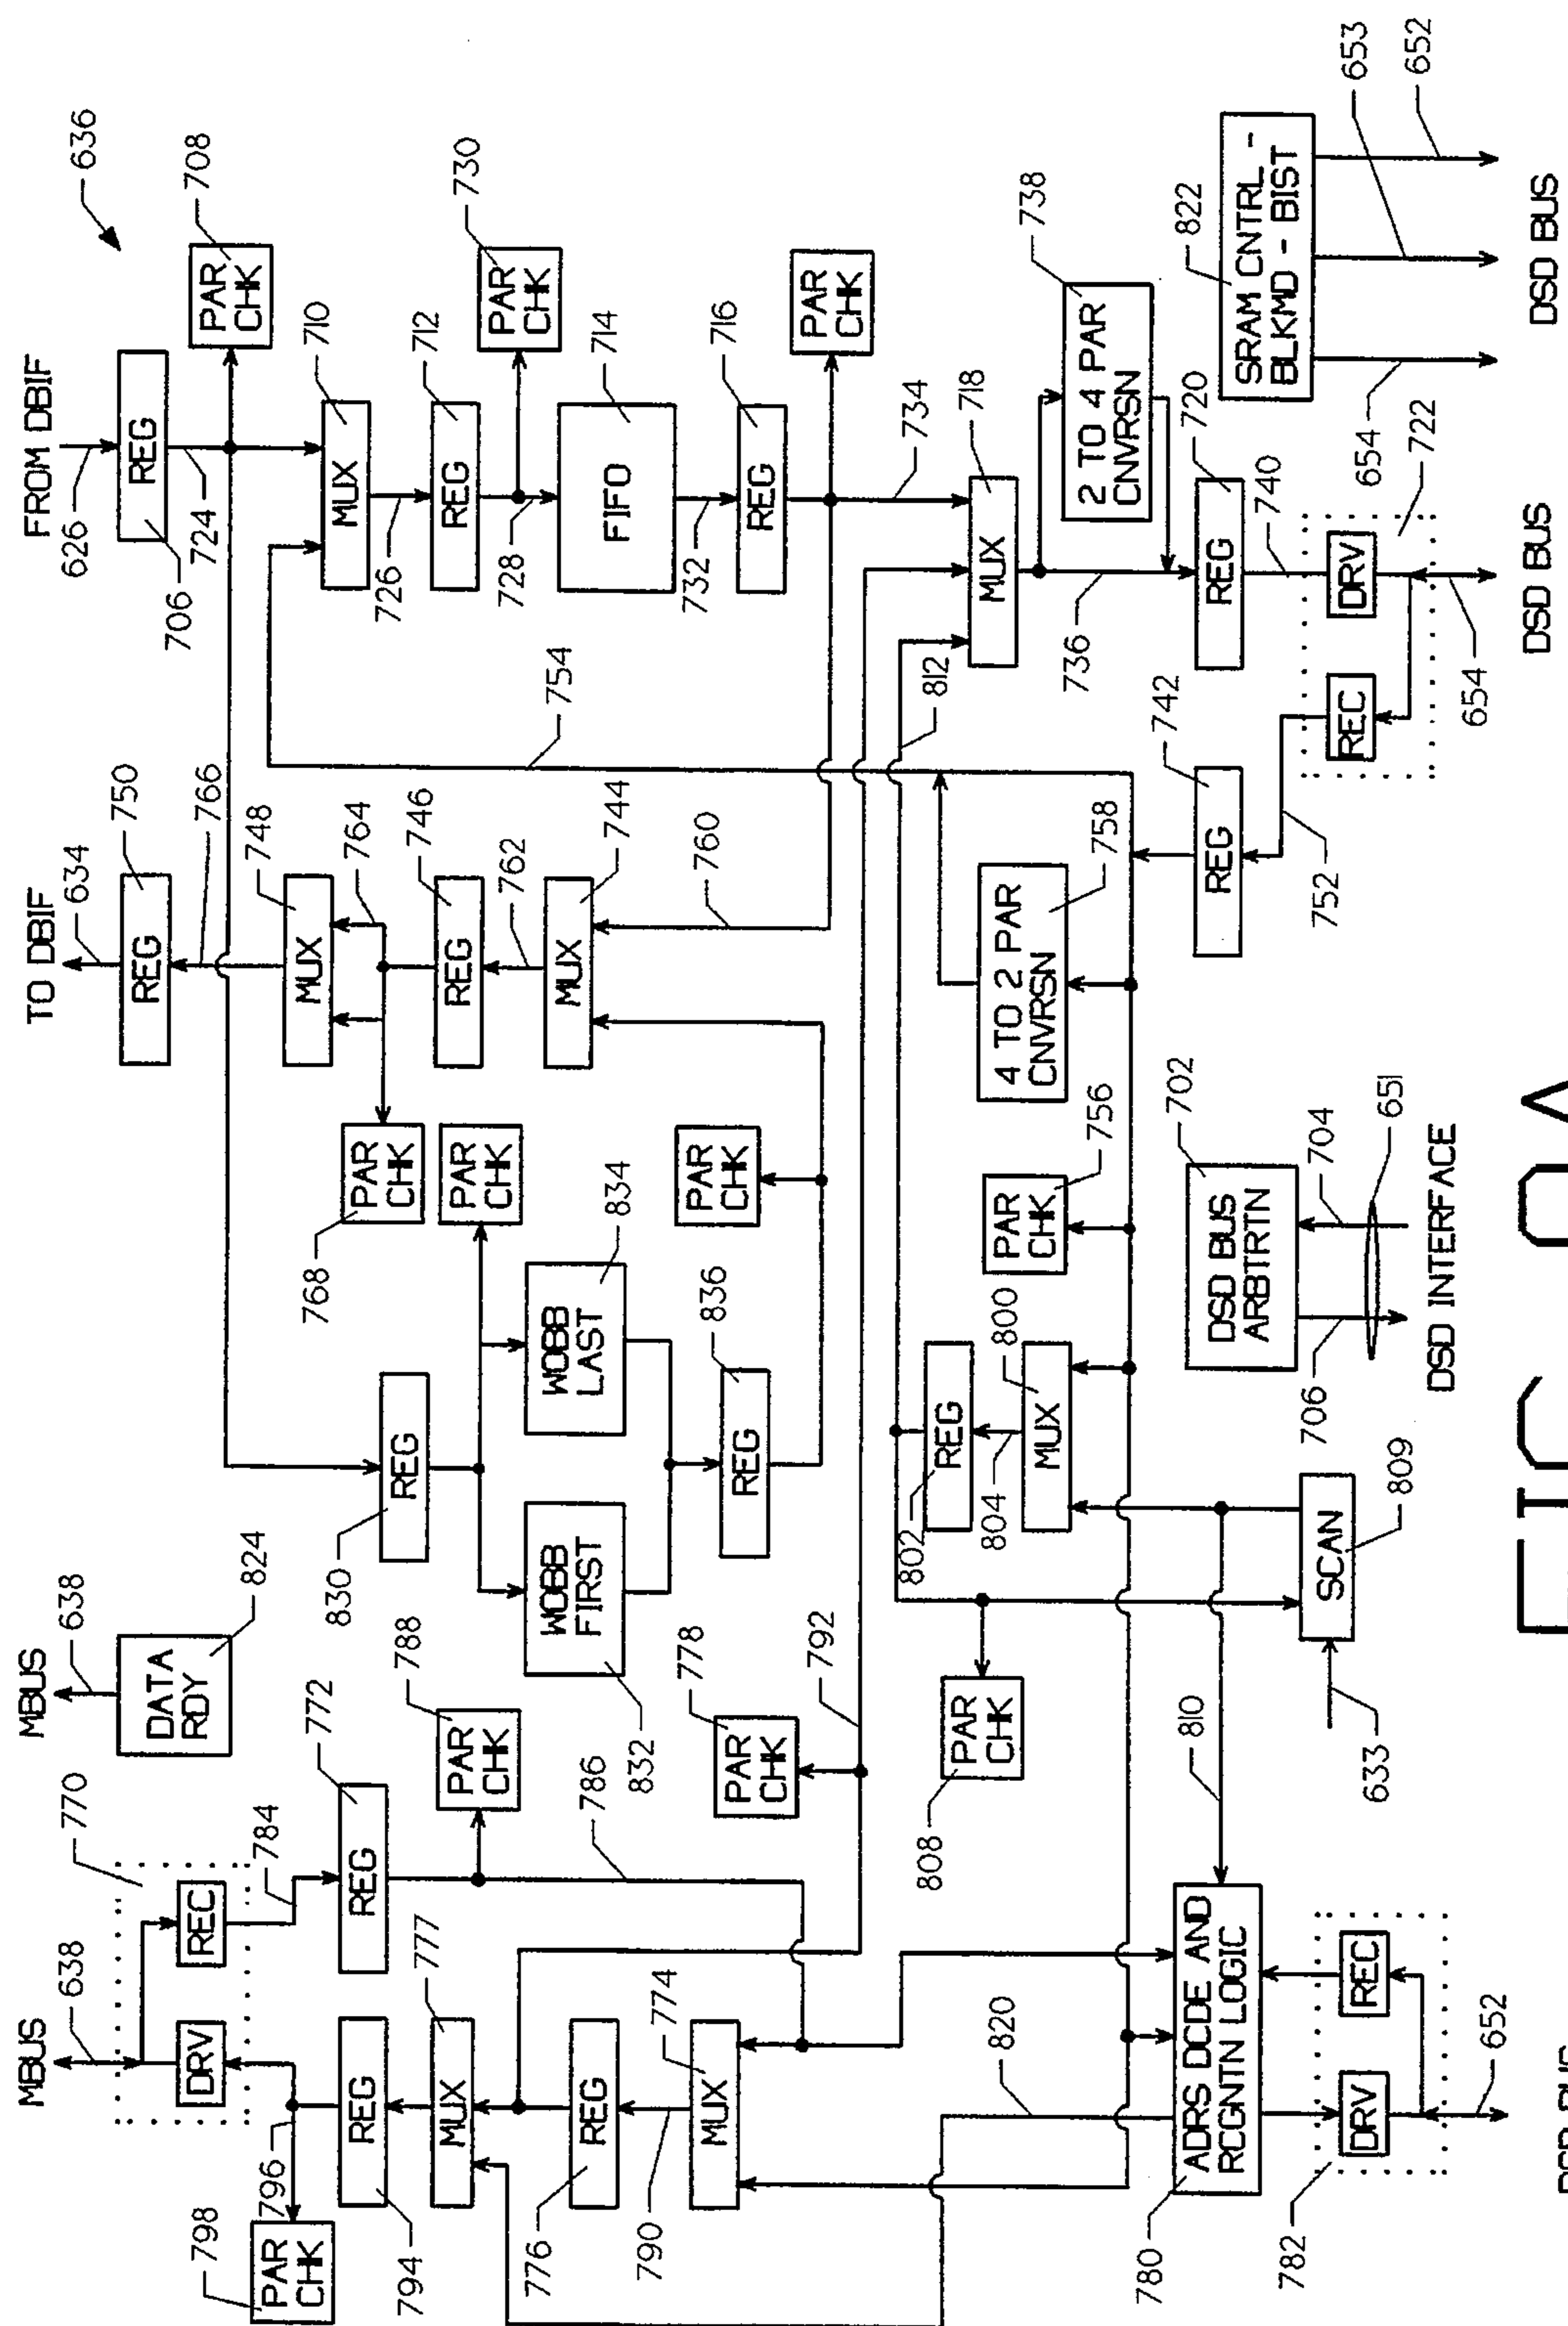 MBUS
638
770
DRV
REC
784
772
REG
788
PAR
CHK
786
798
PAR
CHK
796
794
REG
777
MUX
776
REG
790
774
MUX
778
PAR
CHK
792
MBUS
638
DATA
RDY
824
830
REG
PAR
CHK
WOBB
FIRST
832
WOBB
LAST
834
836
REG
PAR
CHK
TO DBIF
634
750
REG
766
748
MUX
764
768
PAR
CHK
746
REG
762
744
MUX
760
754
FROM DBIF
626
636
706
REG
724
708
PAR
CHK
710
MUX
726
712
REG
728
730
PAR
CHK
714
FIFO
732
716
REG
PAR
CHK
734
812
718
MUX
736
738
2 TO 4 PAR
CNVRSN
720
REG
740
722
DRV
REC
654
DSD BUS
742
REG
752
758
4 TO 2 PAR
CNVRSN
756
PAR
CHK
800
MUX
802
REG
804
808
PAR
CHK
810
809
SCAN
633
820
780
ADRS DCDE AND
RCGNTN LOGIC
782
DRV
REC
652
702
DSD BUS
ARBTRTN
704
706
651
DSD INTERFACE
822
SRAM CNTRL -
BLKMD - BIST
654
653
652
DSD BUS